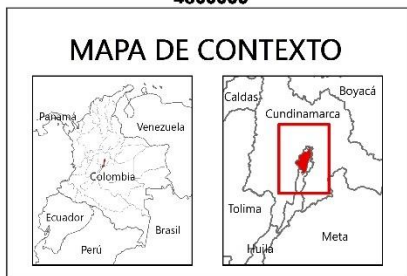 MAPA DE CONTEXTO
Panamá
Venezuela
Colombia
Ecuador
Brasil
Perú
Caldas
Boyacá
Cundinamarca
Tolima
Meta
Huila